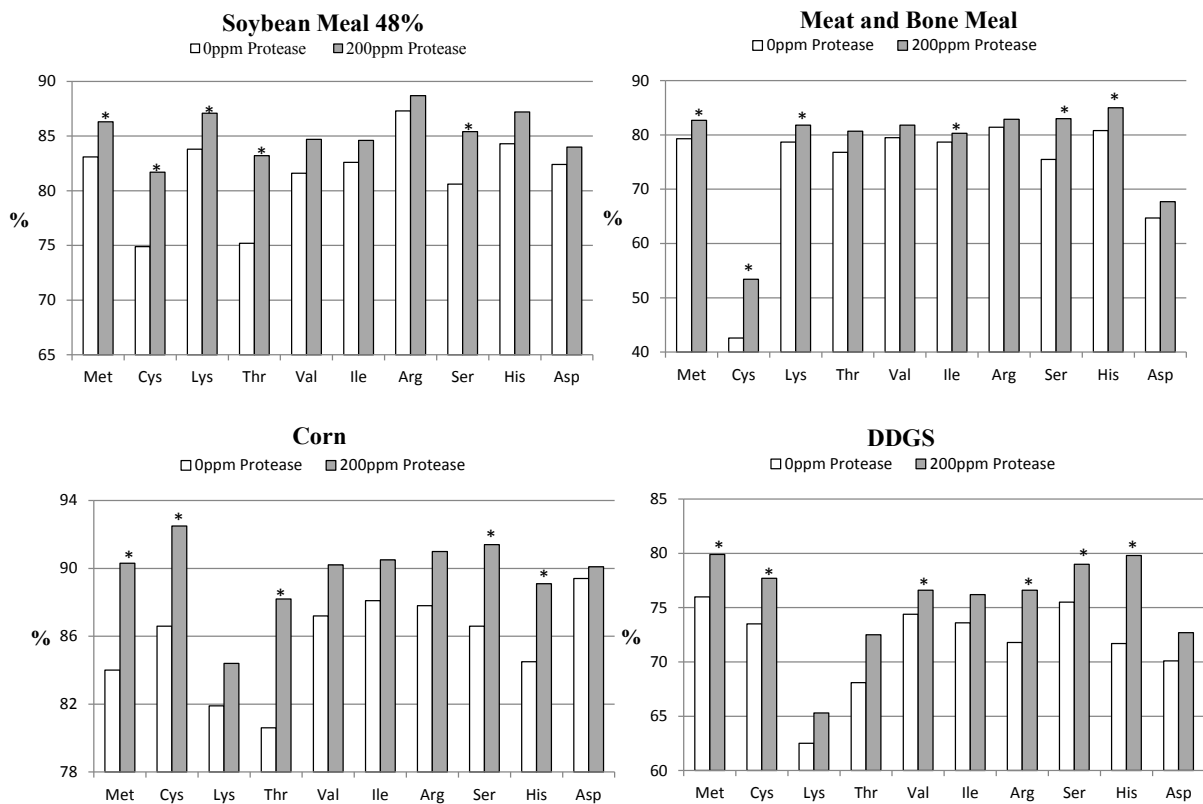 Soybean Meal 48%
0ppm Protease 200ppm Protease
90
85
80
%
75
70
65
* * * * *
Met Cys Lys Thr Val Ile Arg Ser His Asp
Meat and Bone Meal
0ppm Protease 200ppm Protease
90
80
70
%
60
50
40
* * * * * *
Met Cys Lys Thr Val Ile Arg Ser His Asp
Corn
0ppm Protease 200ppm Protease
94
90
%
86
82
78
* * * * *
Met Cys Lys Thr Val Ile Arg Ser His Asp
DDGS
0ppm Protease 200ppm Protease
85
80
75
%
70
65
60
* * * * * *
Met Cys Lys Thr Val Ile Arg Ser His Asp